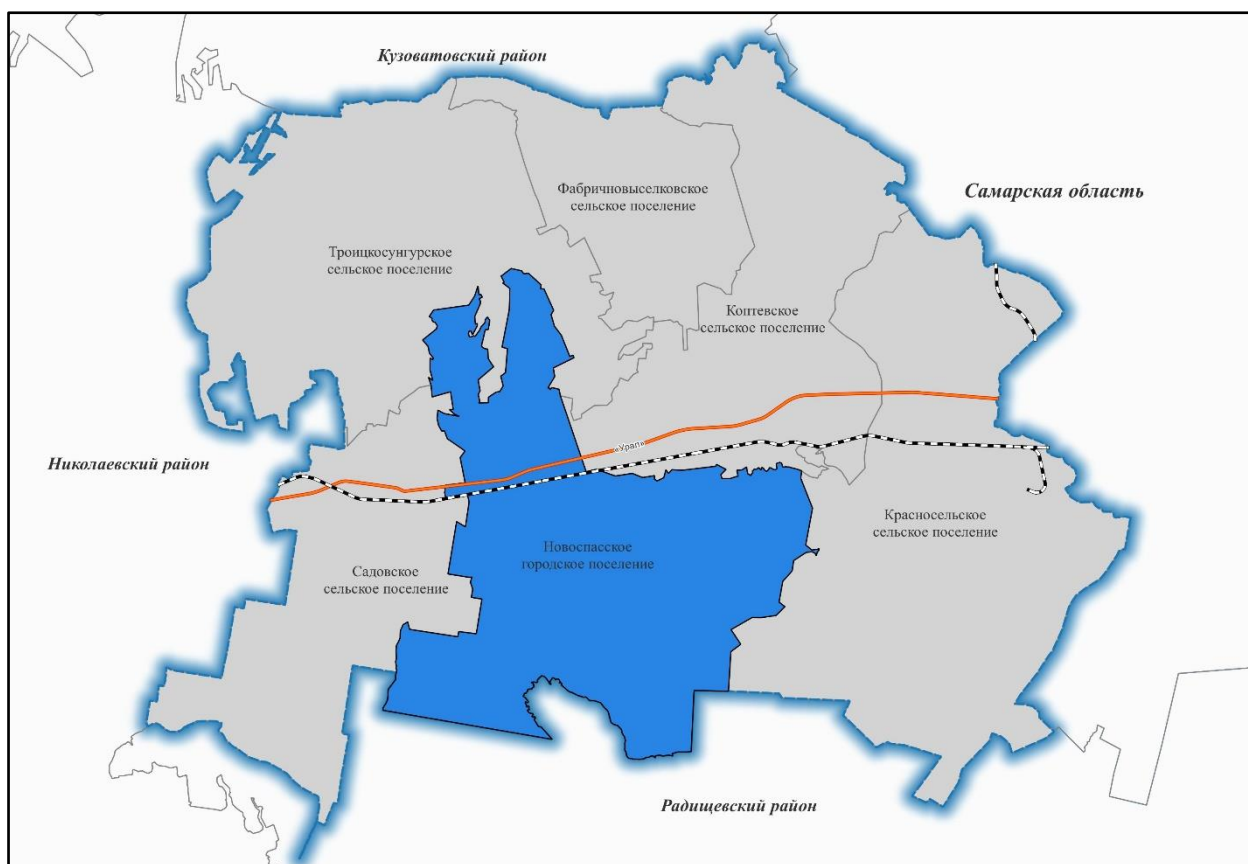 Кузоватовский район
Фабричновыселковское
сельское поселение
Самарская область
Троицкосунгурское
сельское поселение
Коптевское
сельское поселение
«Урал»
Николаевский район
Красносельское
сельское поселение
Новоспасское
городское поселение
Садовское
сельское поселение
Радищевский район